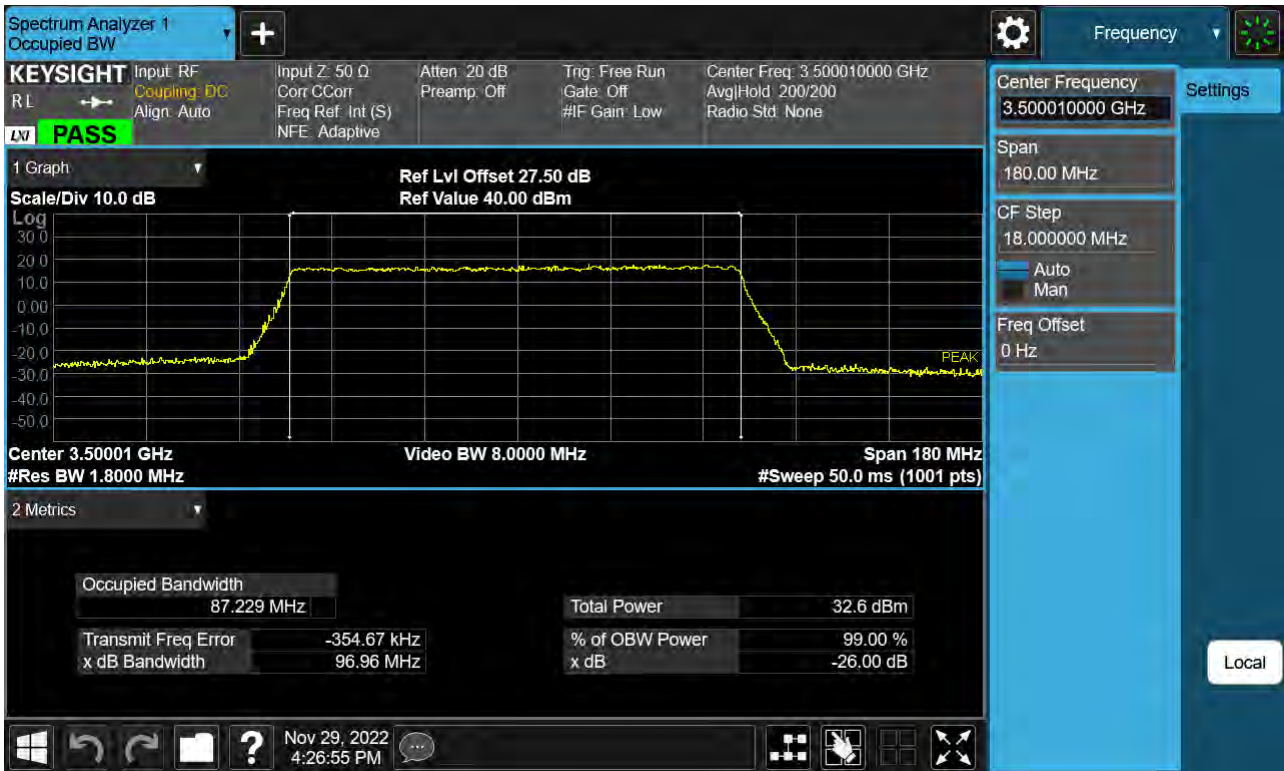 Spectrum Analyzer 1
Occupied BW
Frequency
KEYSIGHT
RL
LXI
PASS
Input: RF
Coupling: DC
Align: Auto
Input Z: 50 Ω
Corr CCorr
Freq Ref: Int (S)
NFE: Adaptive
Atten: 20 dB
Preamp: Off
Trig: Free Run
Gate: Off
#IF Gain: Low
Center Freq: 3.500010000 GHz
Avg|Hold: 200/200
Radio Std: None
Center Frequency
3.500010000 GHz
Settings
Span
180.00 MHz
CF Step
18.000000 MHz
Auto
Man
Freq Offset
0 Hz
1 Graph
Scale/Div 10.0 dB
Ref Lvl Offset 27.50 dB
Ref Value 40.00 dBm
Log
30.0
20.0
10.0
0.00
-10.0
-20.0
-30.0
-40.0
-50.0
PEAK
Center 3.50001 GHz
Video BW 8.0000 MHz
Span 180 MHz
#Res BW 1.8000 MHz
#Sweep 50.0 ms (1001 pts)
2 Metrics
Occupied Bandwidth
87.229 MHz
Total Power 32.6 dBm
Transmit Freq Error -354.67 kHz
% of OBW Power 99.00 %
x dB Bandwidth 96.96 MHz
x dB -26.00 dB
Local
?
Nov 29, 2022
4:26:55 PM